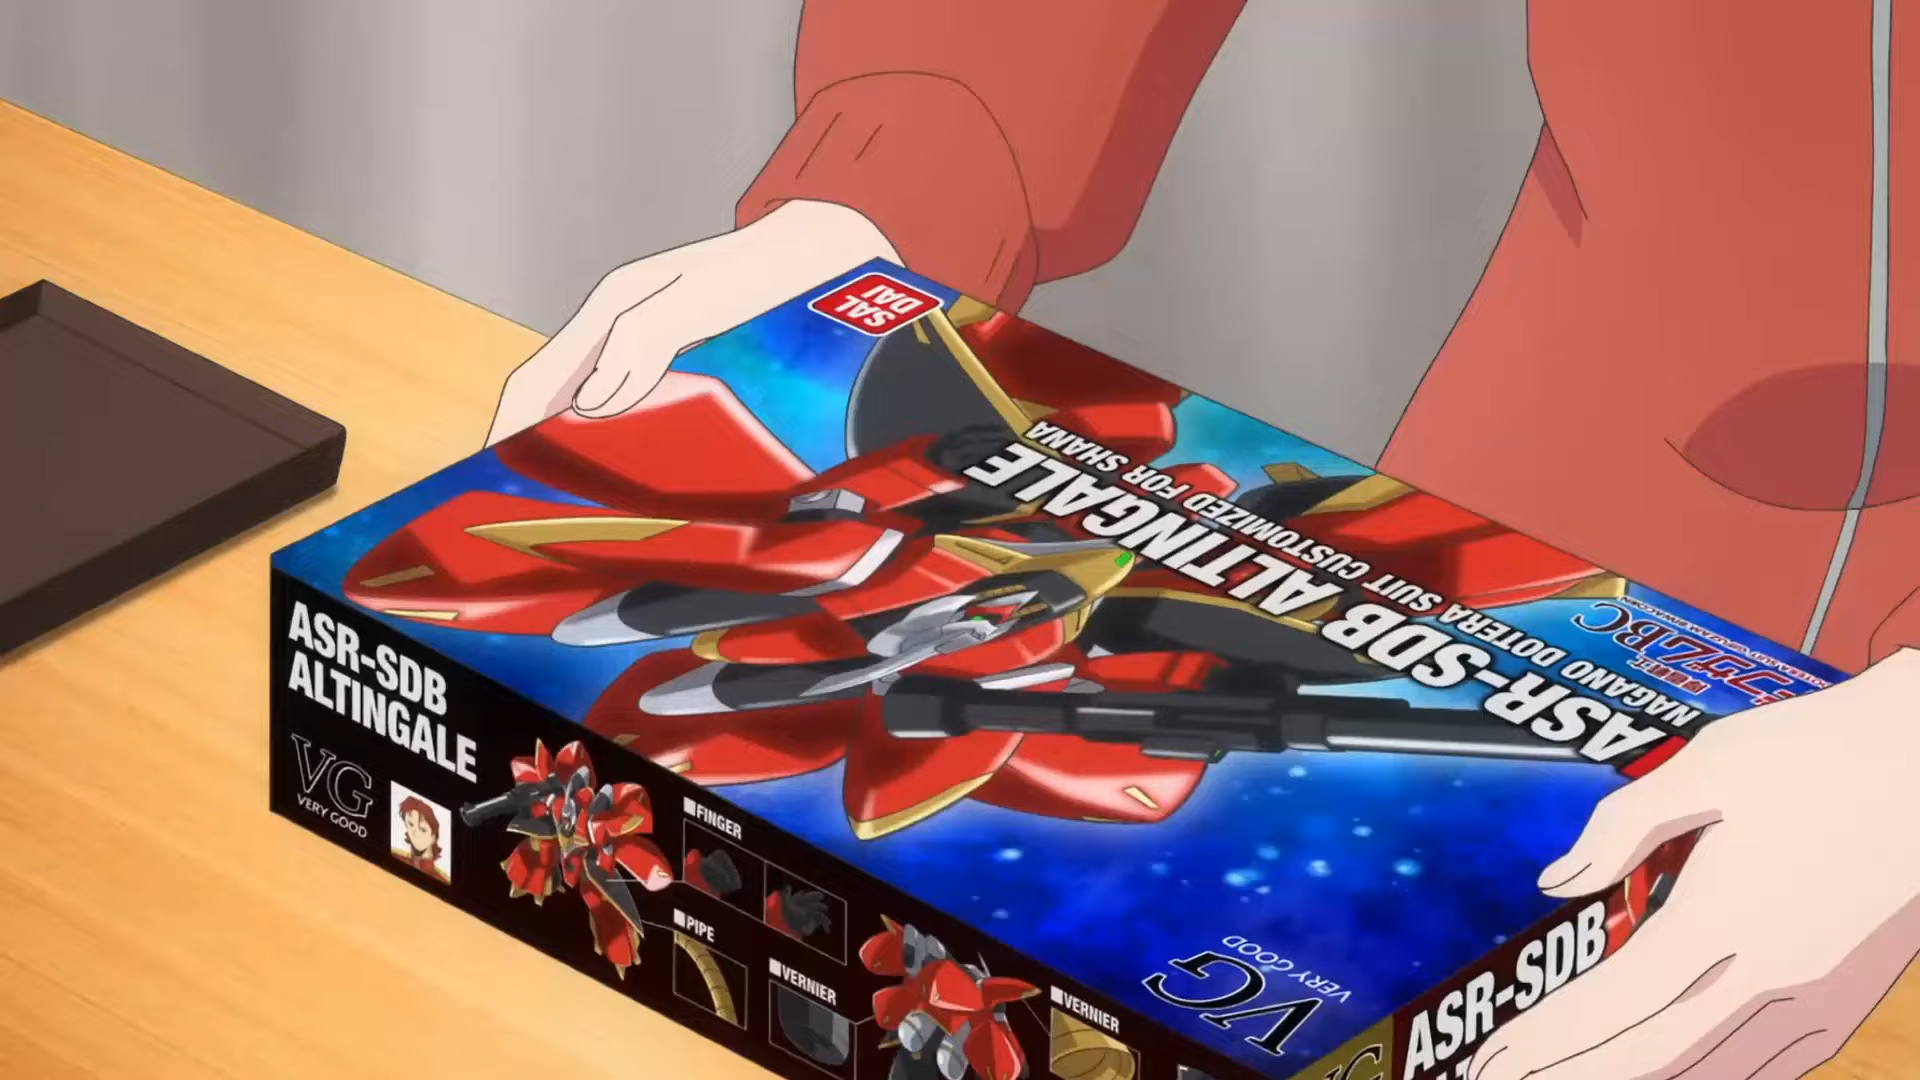 SAL
DAI
ASR-SDB ALTINGALE
NAGANO DOTERA SUIT CUSTOMIZED FOR SHANA
VG
VERY GOOD
ASR-SDB
ALTINGALE
VG
VERY GOOD
FINGER
PIPE
VERNIER
VERNIER
ASR-SDB